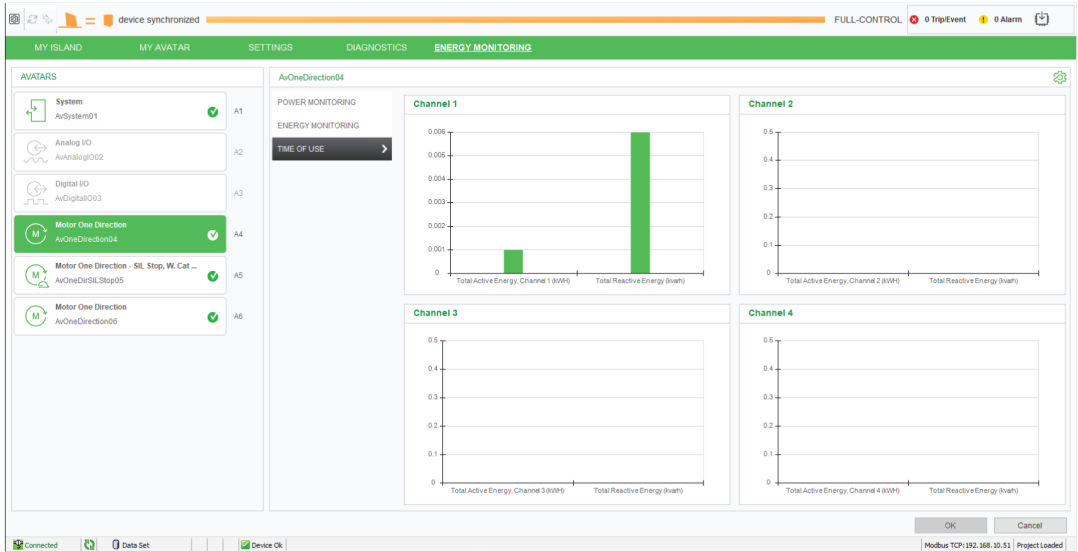 device synchronized
FULL-CONTROL
0 Trip/Event
! 0 Alarm
MY ISLAND
MY AVATAR
SETTINGS
DIAGNOSTICS
ENERGY MONITORING
AVATARS
System
AvSystem01
A1
Analog I/O
AvAnalogIO02
A2
Digital I/O
AvDigitalIO03
A3
M
Motor One Direction
AvOneDirection04
A4
M
Motor One Direction - SIL Stop, W. Cat ...
AvOneDirSILStop05
A5
M
Motor One Direction
AvOneDirection06
A6
AvOneDirection04
POWER MONITORING
ENERGY MONITORING
TIME OF USE
Channel 1
0.006
0.005
0.004
0.003
0.002
0.001
0
Total Active Energy, Channel 1 (kWH)
Total Reactive Energy (kvarh)
Channel 2
0.5
0.4
0.3
0.2
0.1
0
Total Active Energy, Channel 2 (kWH)
Total Reactive Energy (kvarh)
Channel 3
0.5
0.4
0.3
0.2
0.1
0
Total Active Energy, Channel 3 (kWH)
Total Reactive Energy (kvarh)
Channel 4
0.5
0.4
0.3
0.2
0.1
0
Total Active Energy, Channel 4 (kWH)
Total Reactive Energy (kvarh)
OK
Cancel
Connected
Data Set
Device Ok
Modbus TCP:192.168.10.51
Project Loaded